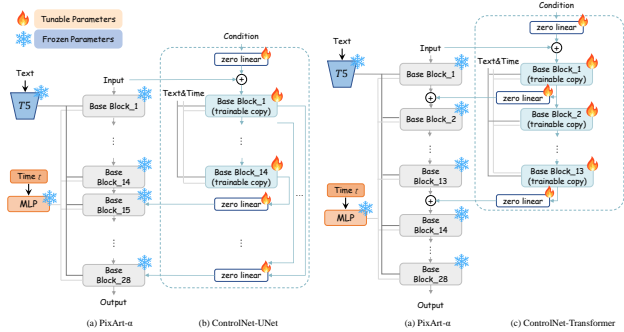 Tunable Parameters
Frozen Parameters
Text
T5
Time t
MLP
Input
Base Block_1
Base
Block_14
Base
Block_15
Base
Block_28
Output
Condition
zero linear
Text&Time
Base Block_1
(trainable copy)
Base Block_14
(trainable copy)
zero linear
...
zero linear
(a) PixArt-α
(b) ControlNet-UNet
Text
T5
Time t
MLP
Input
Base
Block_1
Base
Block_2
Base
Block_13
Base
Block_14
Base
Block_28
Output
Condition
zero linear
Text&Time
Base Block_1
(trainable copy)
zero linear
Base Block_2
(trainable copy)
Base Block_13
(trainable copy)
zero linear
(a) PixArt-α
(c) ControlNet-Transformer